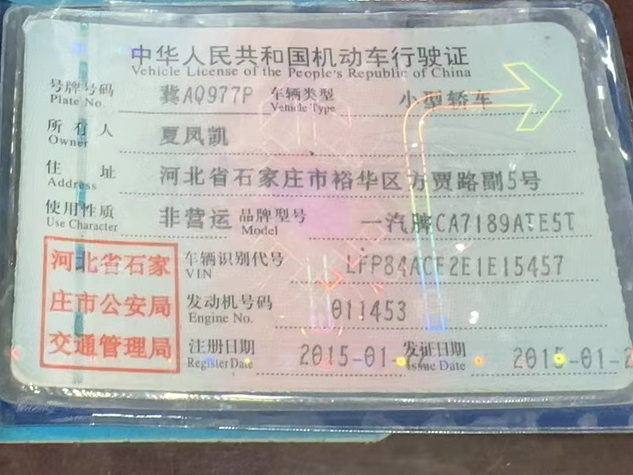 中华人民共和国机动车行驶证
Vehicle License of the People's Republic of China
号牌号码 冀AQ977P 车辆类型 小型轿车
Plate No. Vehicle Type
所有人 夏凤凯
Owner
住址 河北省石家庄市裕华区方贾路副5号
Address
使用性质 非营运 品牌型号 一汽牌CA7189ATE5T
Use Character Model
河北省石家
庄市公安局
交通管理局
车辆识别代号 LFP84ACE2E1E15457
VIN
发动机号码 011453
Engine No.
注册日期 2015-01- 发证日期 2015-01-2
Register Date Issue Date